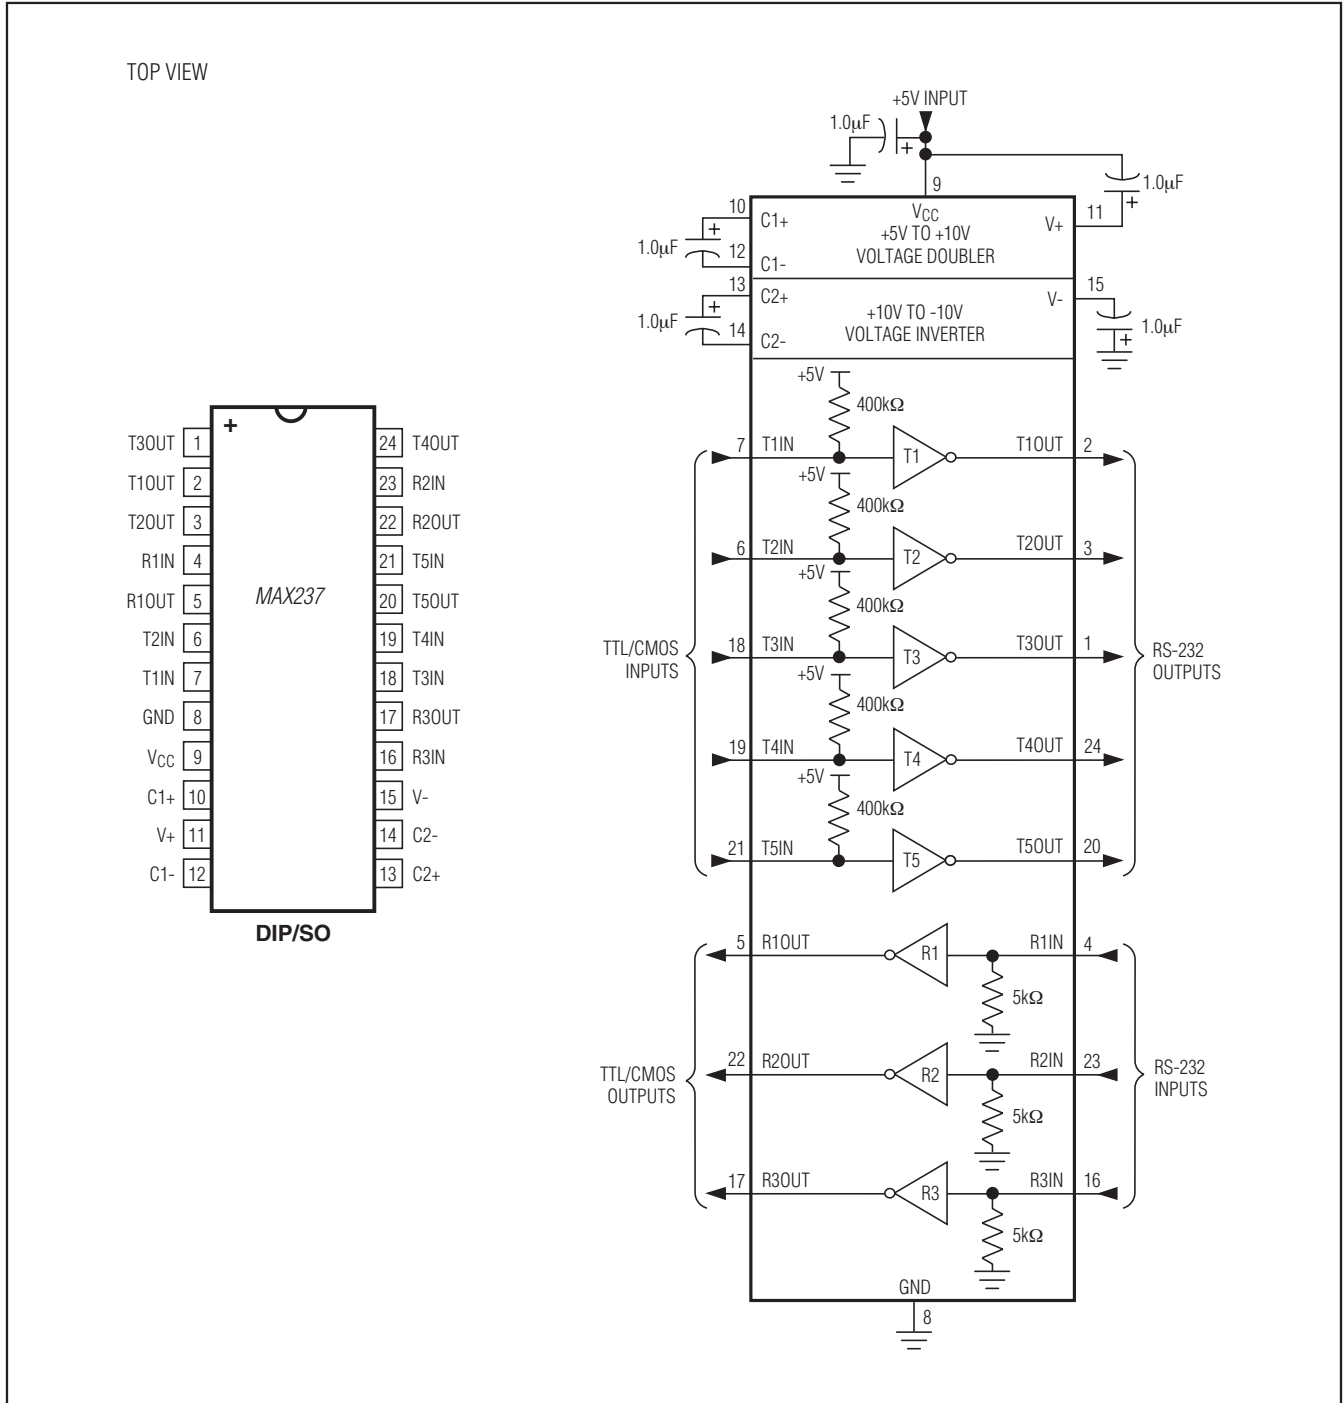 TOP VIEW
+
T3OUT 1
T1OUT 2
T2OUT 3
R1IN 4
R1OUT 5
T2IN 6
T1IN 7
GND 8
VCC 9
C1+ 10
V+ 11
C1- 12
MAX237
24 T4OUT
23 R2IN
22 R2OUT
21 T5IN
20 T5OUT
19 T4IN
18 T3IN
17 R3OUT
16 R3IN
15 V-
14 C2-
13 C2+
DIP/SO
+5V INPUT
1.0µF
+
9
1.0µF
+
10 C1+
+
1.0µF
12 C1-
VCC
+5V TO +10V
VOLTAGE DOUBLER
V+ 11
13 C2+
+
1.0µF
14 C2-
+10V TO -10V
VOLTAGE INVERTER
V- 15
+
1.0µF
+5V
400kΩ
7 T1IN T1 T1OUT 2
+5V
400kΩ
6 T2IN T2 T2OUT 3
+5V
400kΩ
TTL/CMOS
INPUTS
18 T3IN T3 T3OUT 1
RS-232
OUTPUTS
+5V
400kΩ
19 T4IN T4 T4OUT 24
+5V
400kΩ
21 T5IN T5 T5OUT 20
5 R1OUT R1 R1IN 4
5kΩ
TTL/CMOS
OUTPUTS
22 R2OUT R2 R2IN 23
5kΩ
RS-232
INPUTS
17 R3OUT R3 R3IN 16
5kΩ
GND
8